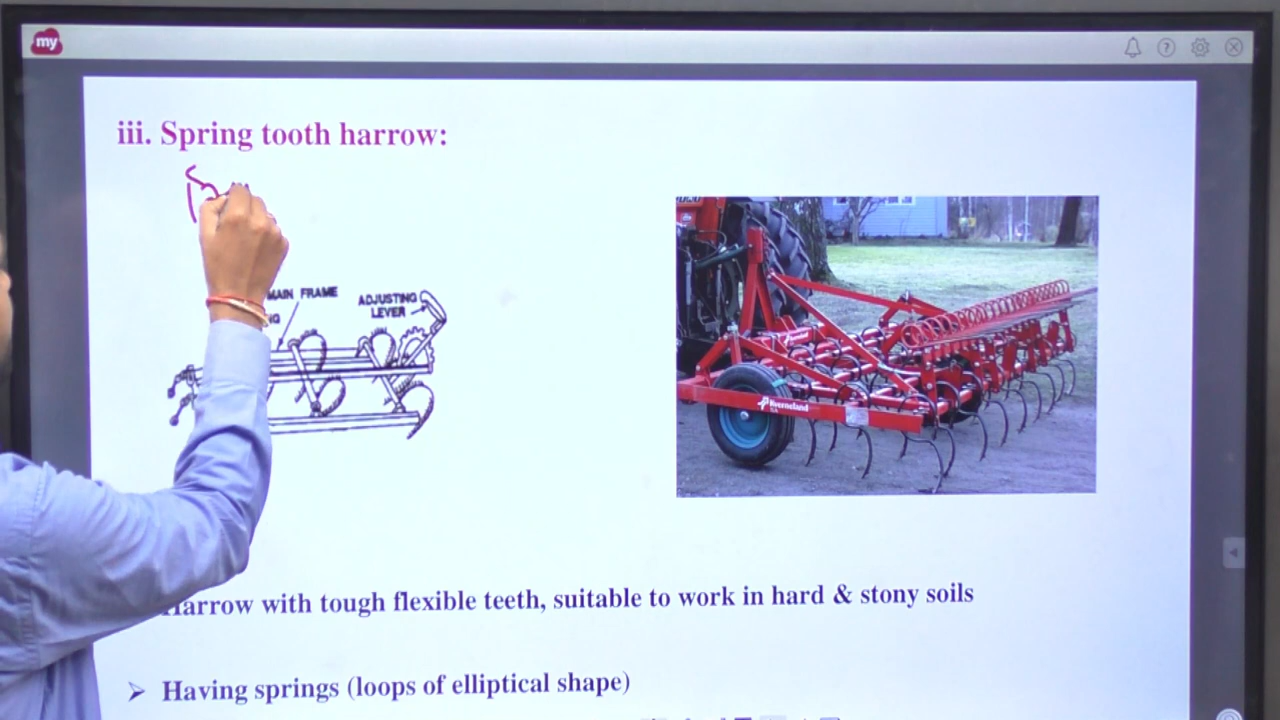 my
iii. Spring tooth harrow:
MAIN FRAME
ADJUSTING
LEVER
Kverneland
Harrow with tough flexible teeth, suitable to work in hard & stony soils
➢ Having springs (loops of elliptical shape)